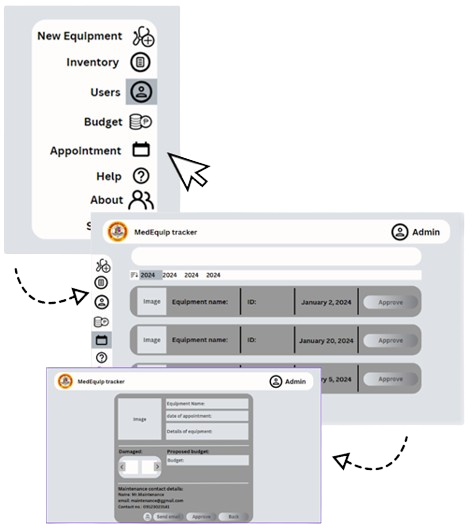 New Equipment
Inventory
Users
Budget
Appointment
Help
About
S
MedEquip tracker
Admin
2024 2024 2024 2024
Image Equipment name: ID: January 2, 2024 Approve
Image Equipment name: ID: January 20, 2024 Approve
y 5, 2024 Approve
MedEquip tracker
Admin
Image
Equipment Name:
date of appointment:
Details of equipment:
Damaged:
Proposed budget:
Budget:
Maintenance contact details:
Name: Mr.Maintenance
email: maintenance@ggmail.com
Contact no.:
Send email Approve Back